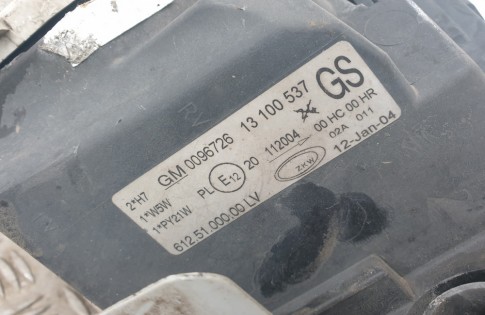 2*H7 GM 0096726 13 100 537 GS
1*W5W PL E12 20 112004 → 00 HC 00 HR
1*PY21W ZKW 02A 011
612.51.000.00 LV 12-Jan-04